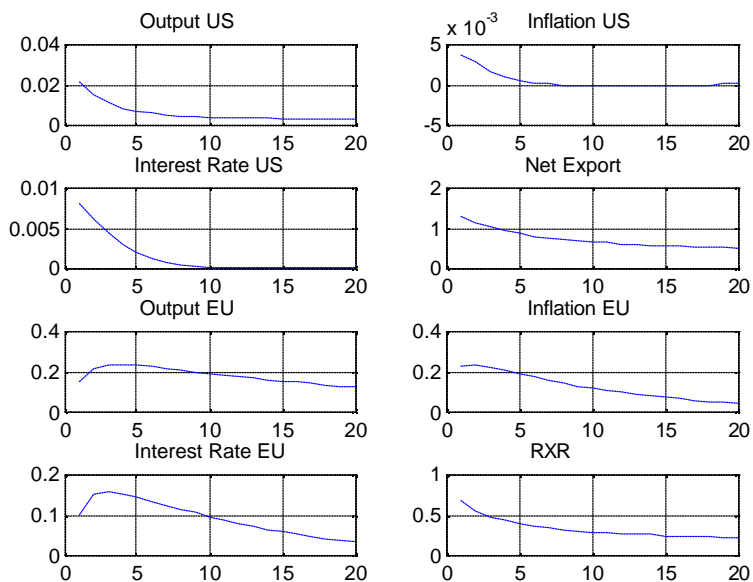 Output US
0.04
0.02
0
0 5 10 15 20
Inflation US
x 10^-3
5
0
-5
0 5 10 15 20
Interest Rate US
0.01
0.005
0
0 5 10 15 20
Net Export
2
1
0
0 5 10 15 20
Output EU
0.4
0.2
0
0 5 10 15 20
Inflation EU
0.4
0.2
0
0 5 10 15 20
Interest Rate EU
0.2
0.1
0
0 5 10 15 20
RXR
1
0.5
0
0 5 10 15 20